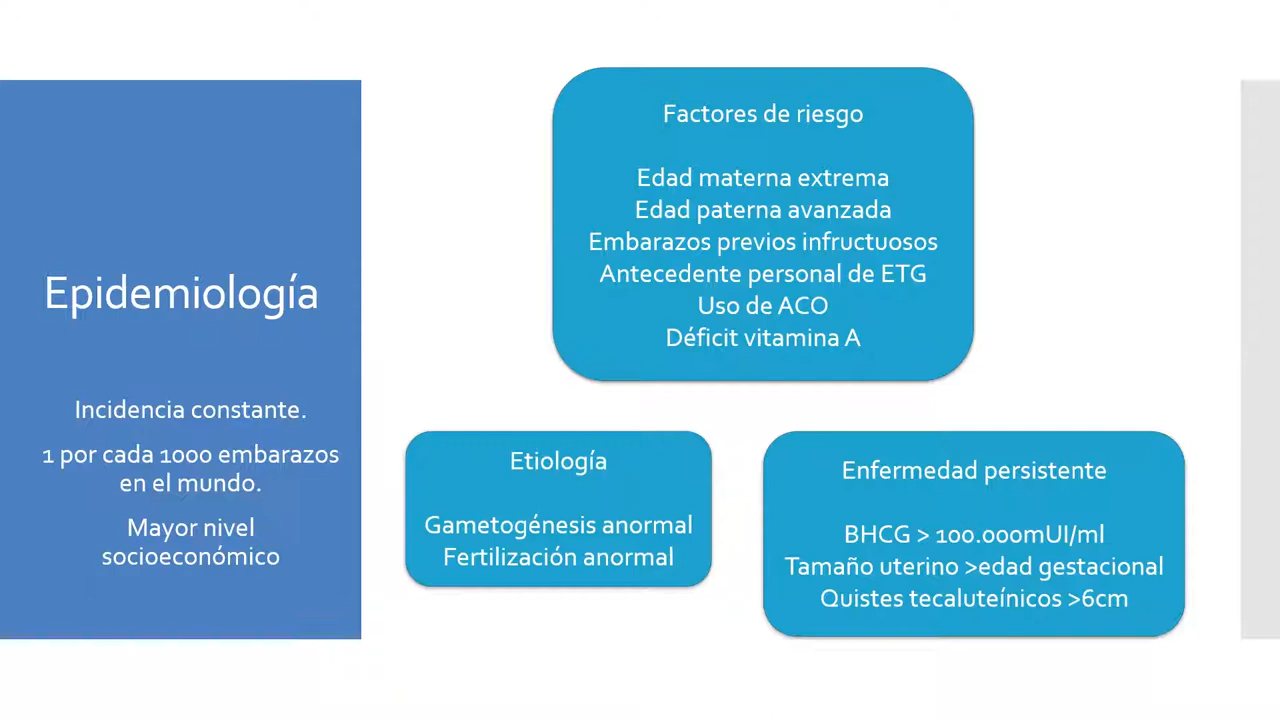 Epidemiología
Incidencia constante.
1 por cada 1000 embarazos
en el mundo.
Mayor nivel
socioeconómico
Factores de riesgo
Edad materna extrema
Edad paterna avanzada
Embarazos previos infructuosos
Antecedente personal de ETG
Uso de ACO
Déficit vitamina A
Etiología
Gametogénesis anormal
Fertilización anormal
Enfermedad persistente
BHCG > 100.000mUI/ml
Tamaño uterino >edad gestacional
Quistes tecaluteínicos >6cm